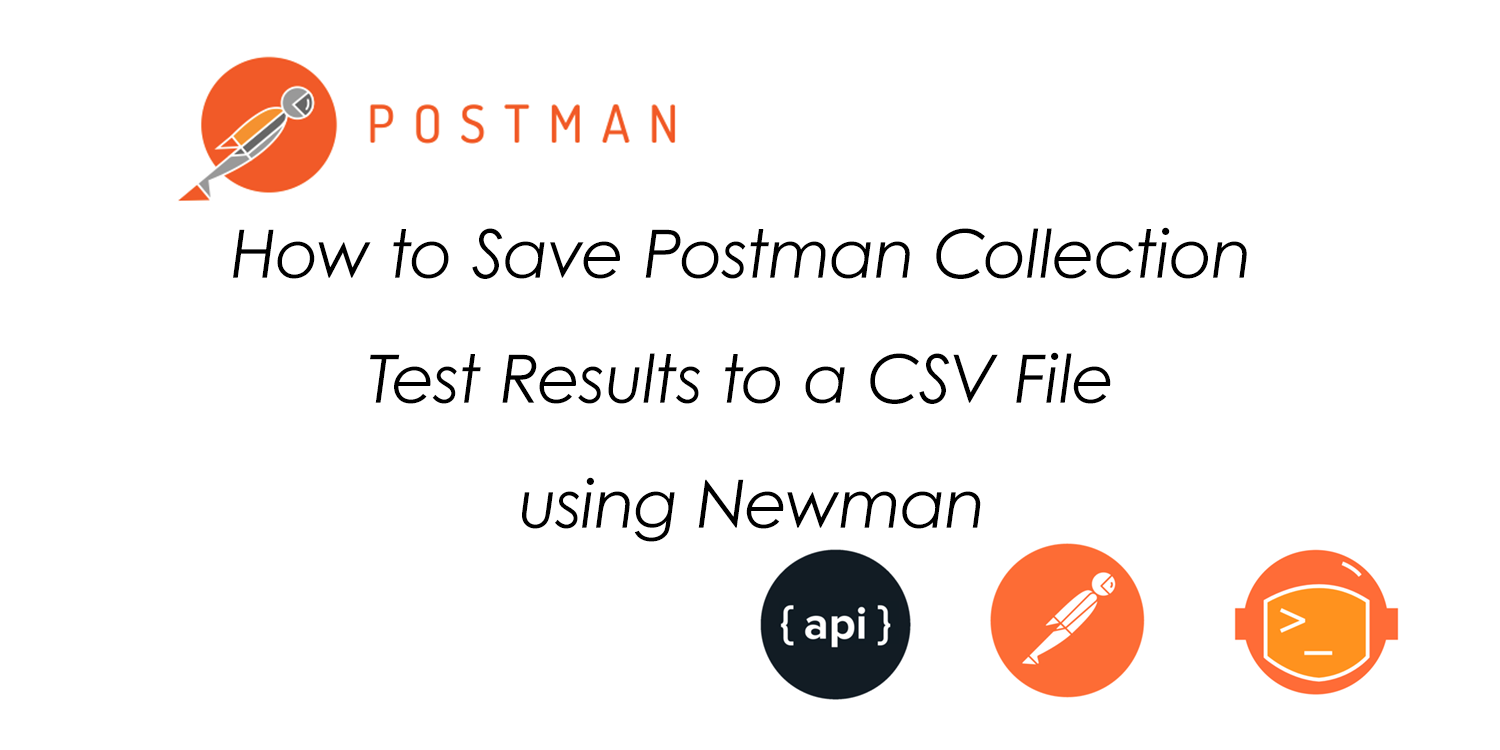 POSTMAN
How to Save Postman Collection
Test Results to a CSV File
using Newman
{ api }
>_